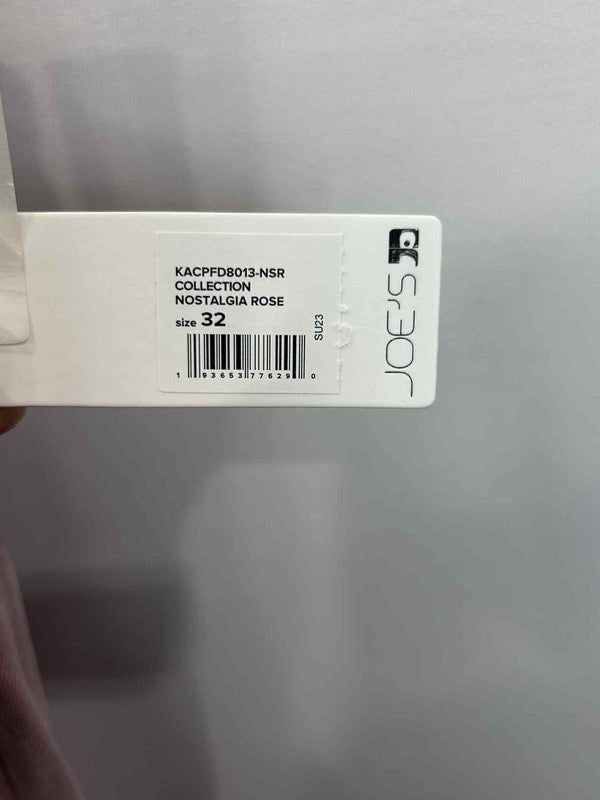 KACPFD8013-NSR
COLLECTION
NOSTALGIA ROSE
size 32
SU23
1 93653 77629 0
JOE'S